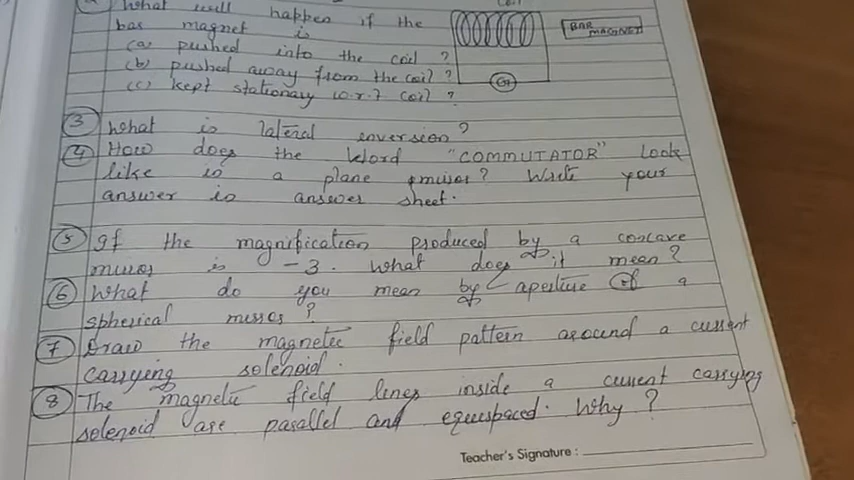 What will happen if the
Coil
bar magnet is
BAR MAGNET
(a) pushed into the coil ?
(b) pushed away from the coil ?
G
(c) kept stationary w.r.t coil ?
3 What is lateral inversion ?
4 How does the Word "COMMUTATOR" Look
like in a plane mirror? Write your
answer in answer sheet.
5 If the magnification produced by a concave
mirror is -3. What does it mean ?
6 What do you mean by aperture of a
spherical mirror ?
7 Draw the magnetic field pattern around a current
carrying solenoid.
8 The magnetic field lines inside a current carrying
solenoid are parallel and equispaced. Why ?
Teacher's Signature :